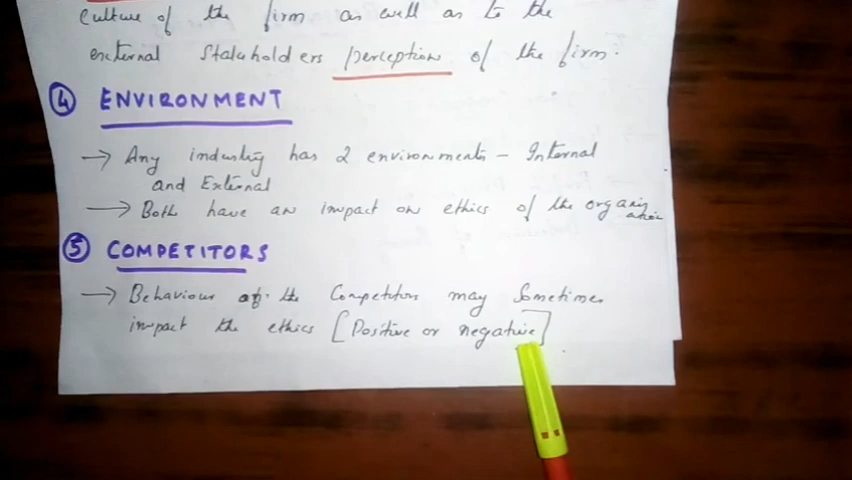 culture of the firm as well as to the
external Stakeholders perception of the firm.
④ ENVIRONMENT
→ Any industry has 2 environments - Internal
and External
→ Both have an impact on ethics of the organis
ation
⑤ COMPETITORS
→ Behaviour of the Competitors may Sometimes
impact the ethics [Positive or negative]